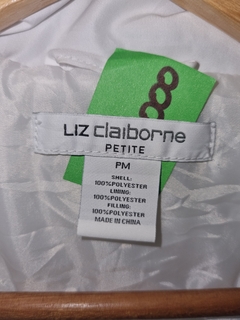 LIZ claiborne
PETITE
PM
SHELL:
100%POLYESTER
LINING:
100%POLYESTER
FILLING:
100%POLYESTER
MADE IN CHINA